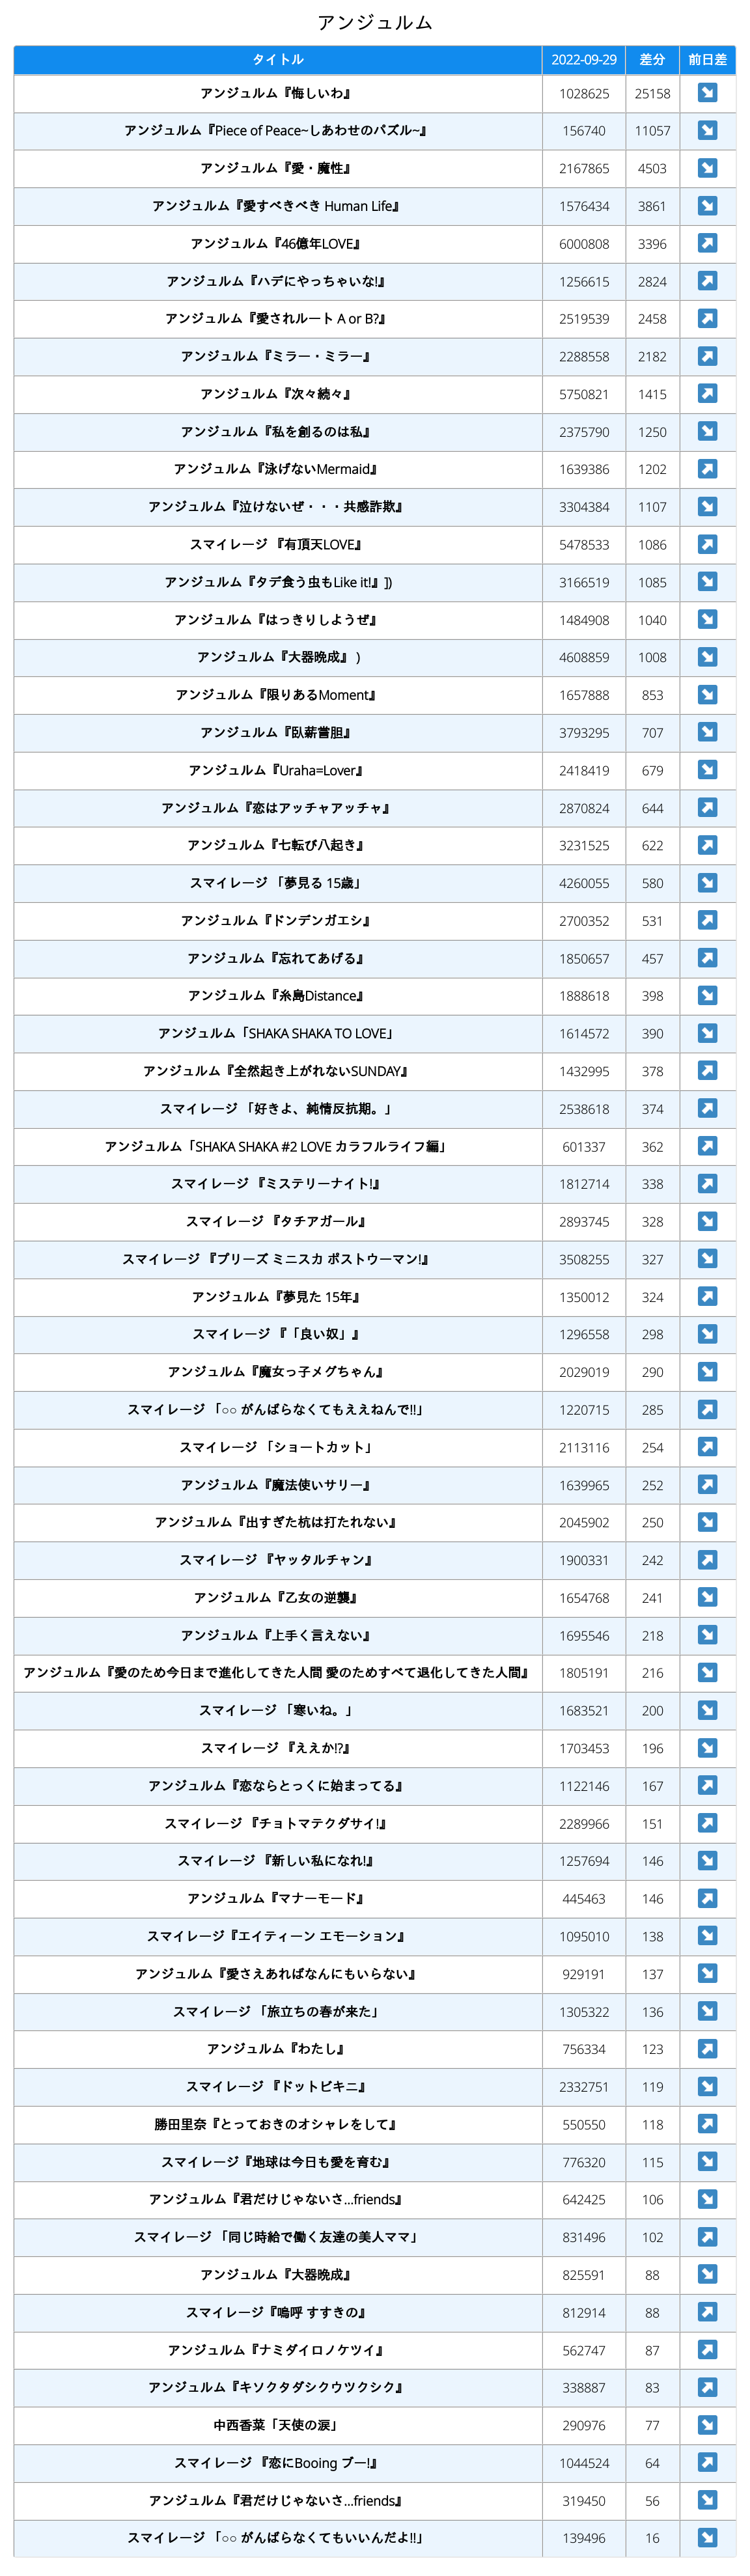 アンジュルム
タイトル 2022-09-29 差分 前日差
アンジュルム『悔しいわ』 1028625 25158 ↘
アンジュルム『Piece of Peace~しあわせのパズル~』 156740 11057 ↘
アンジュルム『愛・魔性』 2167865 4503 ↘
アンジュルム『愛すべきべき Human Life』 1576434 3861 ↘
アンジュルム『46億年LOVE』 6000808 3396 ↗
アンジュルム『ハデにやっちゃいな!』 1256615 2824 ↗
アンジュルム『愛されルート A or B?』 2519539 2458 ↗
アンジュルム『ミラー・ミラー』 2288558 2182 ↗
アンジュルム『次々続々』 5750821 1415 ↗
アンジュルム『私を創るのは私』 2375790 1250 ↘
アンジュルム『泳げないMermaid』 1639386 1202 ↗
アンジュルム『泣けないぜ・・・共感詐欺』 3304384 1107 ↘
スマイレージ 『有頂天LOVE』 5478533 1086 ↗
アンジュルム『タデ食う虫もLike it!』]) 3166519 1085 ↘
アンジュルム『はっきりしようぜ』 1484908 1040 ↘
アンジュルム『大器晩成』 ) 4608859 1008 ↘
アンジュルム『限りあるMoment』 1657888 853 ↘
アンジュルム『臥薪嘗胆』 3793295 707 ↘
アンジュルム『Uraha=Lover』 2418419 679 ↘
アンジュルム『恋はアッチャアッチャ』 2870824 644 ↗
アンジュルム『七転び八起き』 3231525 622 ↗
スマイレージ 「夢見る 15歳」 4260055 580 ↘
アンジュルム『ドンデンガエシ』 2700352 531 ↗
アンジュルム『忘れてあげる』 1850657 457 ↗
アンジュルム『糸島Distance』 1888618 398 ↘
アンジュルム「SHAKA SHAKA TO LOVE」 1614572 390 ↘
アンジュルム『全然起き上がれないSUNDAY』 1432995 378 ↗
スマイレージ 「好きよ、純情反抗期。」 2538618 374 ↗
アンジュルム「SHAKA SHAKA #2 LOVE カラフルライフ編」 601337 362 ↗
スマイレージ 『ミステリーナイト!』 1812714 338 ↗
スマイレージ 『タチアガール』 2893745 328 ↘
スマイレージ 『プリーズ ミニスカ ポストウーマン!』 3508255 327 ↘
アンジュルム『夢見た 15年』 1350012 324 ↗
スマイレージ 『「良い奴」』 1296558 298 ↘
アンジュルム『魔女っ子メグちゃん』 2029019 290 ↘
スマイレージ 「○○ がんばらなくてもええねんで!!」 1220715 285 ↗
スマイレージ 「ショートカット」 2113116 254 ↗
アンジュルム『魔法使いサリー』 1639965 252 ↗
アンジュルム『出すぎた杭は打たれない』 2045902 250 ↘
スマイレージ 『ヤッタルチャン』 1900331 242 ↗
アンジュルム『乙女の逆襲』 1654768 241 ↘
アンジュルム『上手く言えない』 1695546 218 ↘
アンジュルム『愛のため今日まで進化してきた人間 愛のためすべて退化してきた人間』 1805191 216 ↘
スマイレージ 「寒いね。」 1683521 200 ↘
スマイレージ 『ええか!?』 1703453 196 ↘
アンジュルム『恋ならとっくに始まってる』 1122146 167 ↗
スマイレージ 『チョトマテクダサイ!』 2289966 151 ↗
スマイレージ 『新しい私になれ!』 1257694 146 ↘
アンジュルム『マナーモード』 445463 146 ↗
スマイレージ『エイティーン エモーション』 1095010 138 ↘
アンジュルム『愛さえあればなんにもいらない』 929191 137 ↘
スマイレージ 「旅立ちの春が来た」 1305322 136 ↘
アンジュルム『わたし』 756334 123 ↗
スマイレージ 『ドットビキニ』 2332751 119 ↘
勝田里奈『とっておきのオシャレをして』 550550 118 ↗
スマイレージ『地球は今日も愛を育む』 776320 115 ↘
アンジュルム『君だけじゃないさ...friends』 642425 106 ↘
スマイレージ 「同じ時給で働く友達の美人ママ」 831496 102 ↗
アンジュルム『大器晩成』 825591 88 ↘
スマイレージ『嗚呼 すすきの』 812914 88 ↗
アンジュルム『ナミダイロノケツイ』 562747 87 ↗
アンジュルム『キソクタダシクウツクシク』 338887 83 ↗
中西香菜「天使の涙」 290976 77 ↘
スマイレージ 『恋にBooing ブー!』 1044524 64 ↗
アンジュルム『君だけじゃないさ...friends』 319450 56 ↘
スマイレージ 「○○ がんばらなくてもいいんだよ!!」 139496 16 ↘